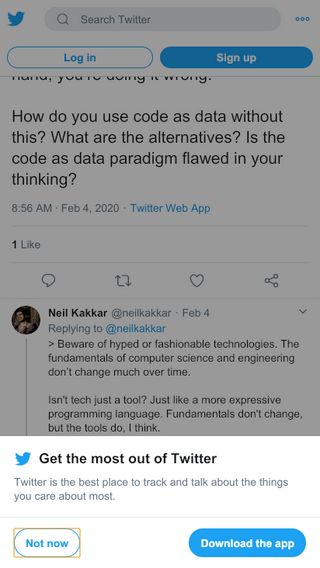 Search Twitter
Log in
Sign up
hand, you're doing it wrong.
How do you use code as data without
this? What are the alternatives? Is the
code as data paradigm flawed in your
thinking?
8:56 AM · Feb 4, 2020 · Twitter Web App
1 Like
Neil Kakkar @neilkakkar · Feb 4
Replying to @neilkakkar
> Beware of hyped or fashionable technologies. The
fundamentals of computer science and engineering
don't change much over time.
Isn't tech just a tool? Just like a more expressive
programming language. Fundamentals don't change,
but the tools do, I think.
Get the most out of Twitter
Twitter is the best place to track and talk about the things
you care about most.
Not now
Download the app